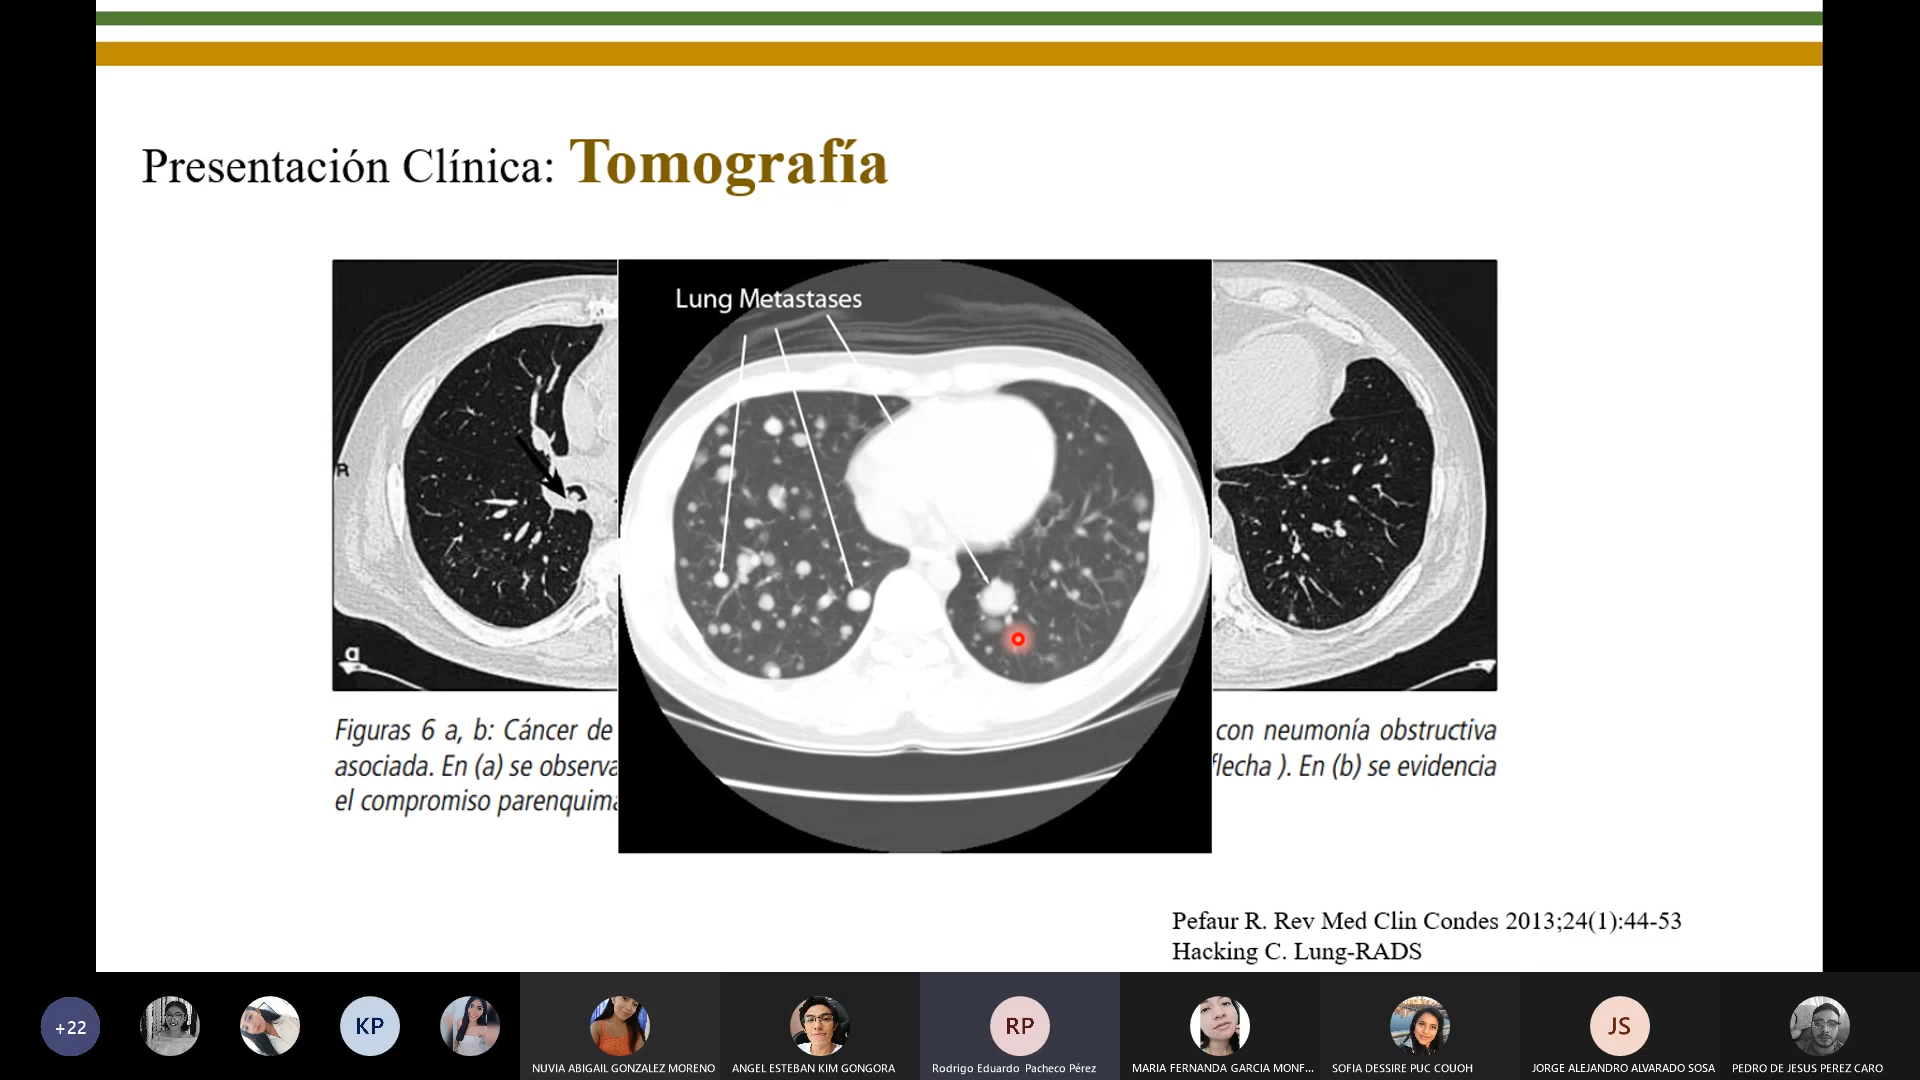 Presentación Clínica: Tomografía
Lung Metastases
R
a
Figuras 6 a, b: Cáncer de
con neumonía obstructiva
asociada. En (a) se observa
flecha ). En (b) se evidencia
el compromiso parenquima
Pefaur R. Rev Med Clin Condes 2013;24(1):44-53
Hacking C. Lung-RADS
+22
KP
RP
JS
NUVIA ABIGAIL GONZALEZ MORENO
ANGEL ESTEBAN KIM GONGORA
Rodrigo Eduardo Pacheco Pérez
MARIA FERNANDA GARCIA MONF...
SOFIA DESSIRE PUC COUOH
JORGE ALEJANDRO ALVARADO SOSA
PEDRO DE JESUS PEREZ CARO